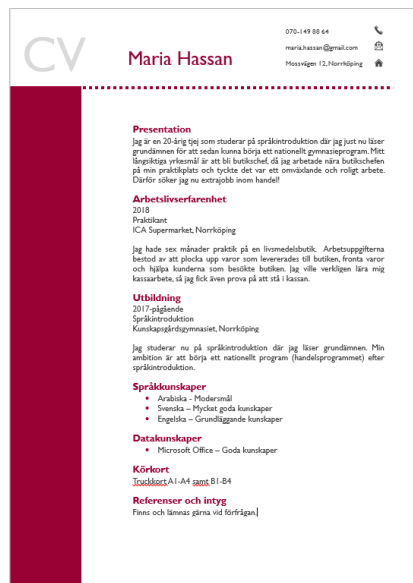 CV
Maria Hassan
070-149 88 64
maria.hassan@gmail.com
Mossvägen 12, Norrköping
Presentation
Jag är en 20-årig tjej som studerar på språkintroduktion där jag just nu läser
grundämnen för att sedan kunna börja ett nationellt gymnasieprogram. Mitt
långsiktiga yrkesmål är att bli butikschef, då jag arbetade nära butikschefen
på min praktikplats och tyckte det var ett omväxlande och roligt arbete.
Därför söker jag nu extrajobb inom handel!
Arbetslivserfarenhet
2018
Praktikant
ICA Supermarket, Norrköping
Jag hade sex månader praktik på en livsmedelsbutik. Arbetsuppgifterna
bestod av att plocka upp varor som levererades till butiken, fronta varor
och hjälpa kunderna som besökte butiken. Jag ville verkligen lära mig
kassaarbete, så jag fick även prova på att stå i kassan.
Utbildning
2017-pågående
Språkintroduktion
Kunskapsgårdsgymnasiet, Norrköping
Jag studerar nu på språkintroduktion där jag läser grundämnen. Min
ambition är att börja ett nationellt program (handelsprogrammet) efter
språkintroduktion.
Språkkunskaper
• Arabiska - Modersmål
• Svenska – Mycket goda kunskaper
• Engelska – Grundläggande kunskaper
Datakunskaper
• Microsoft Office – Goda kunskaper
Körkort
Truckkort A1-A4 samt B1-B4
Referenser och intyg
Finns och lämnas gärna vid förfrågan.